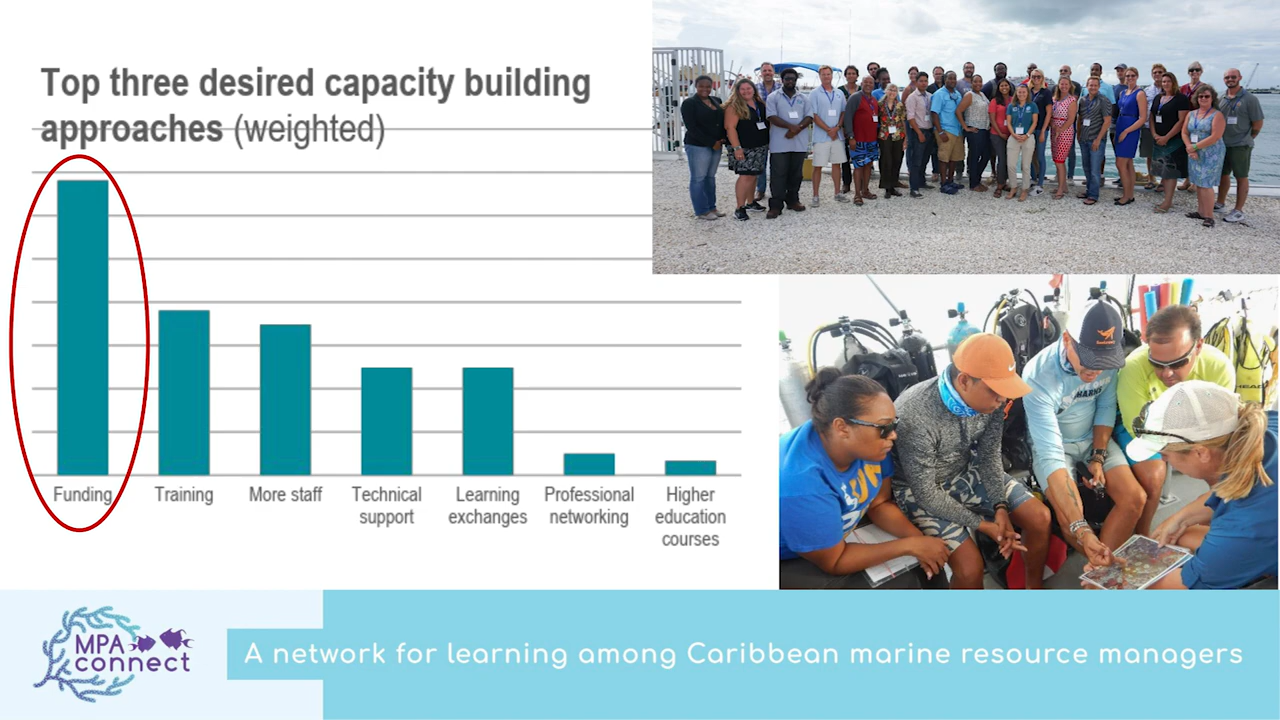 Top three desired capacity building
approaches (weighted)
Funding
Training
More staff
Technical
support
Learning
exchanges
Professional
networking
Higher
education
courses
MPA
connect
A network for learning among Caribbean marine resource managers